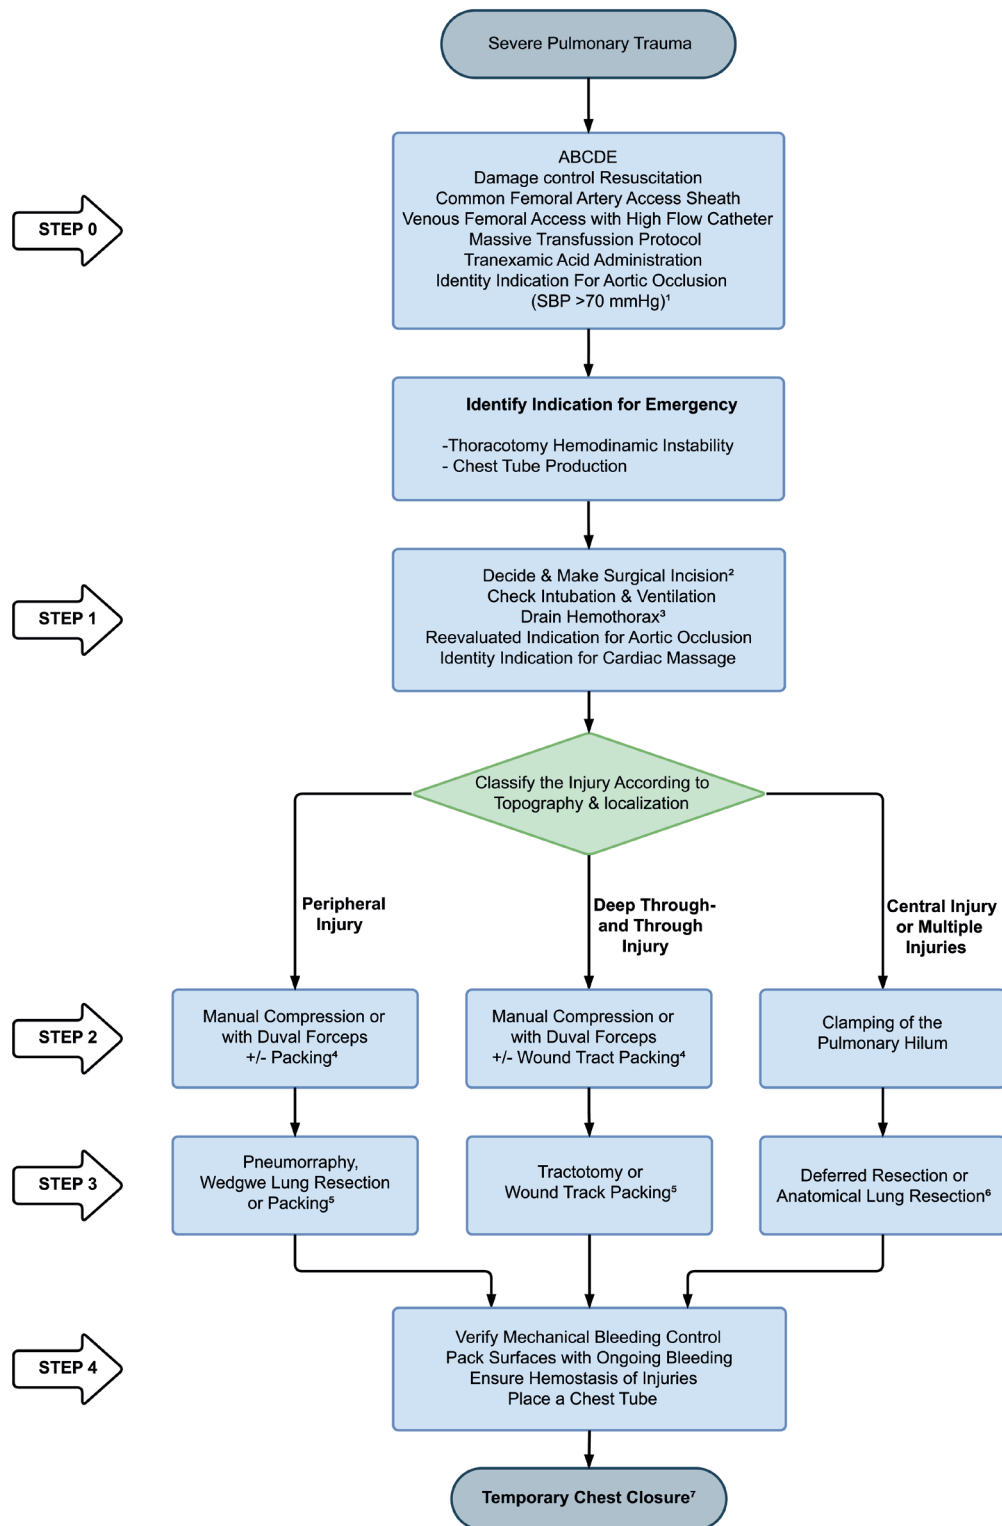 Severe Pulmonary Trauma
STEP 0
ABCDE
Damage control Resuscitation
Common Femoral Artery Access Sheath
Venous Femoral Access with High Flow Catheter
Massive Transfussion Protocol
Tranexamic Acid Administration
Identity Indication For Aortic Occlusion
(SBP >70 mmHg)¹
Identify Indication for Emergency
-Thoracotomy Hemodinamic Instability
- Chest Tube Production
STEP 1
Decide & Make Surgical Incision²
Check Intubation & Ventilation
Drain Hemothorax³
Reevaluated Indication for Aortic Occlusion
Identity Indication for Cardiac Massage
Classify the Injury According to
Topography & localization
Peripheral
Injury
Deep Through-
and Through
Injury
Central Injury
or Multiple
Injuries
STEP 2
Manual Compression or
with Duval Forceps
+/- Packing⁴
Manual Compression or
with Duval Forceps
+/- Wound Tract Packing⁴
Clamping of the
Pulmonary Hilum
STEP 3
Pneumorraphy,
Wedgwe Lung Resection
or Packing⁵
Tractotomy or
Wound Track Packing⁵
Deferred Resection or
Anatomical Lung Resection⁶
STEP 4
Verify Mechanical Bleeding Control
Pack Surfaces with Ongoing Bleeding
Ensure Hemostasis of Injuries
Place a Chest Tube
Temporary Chest Closure⁷